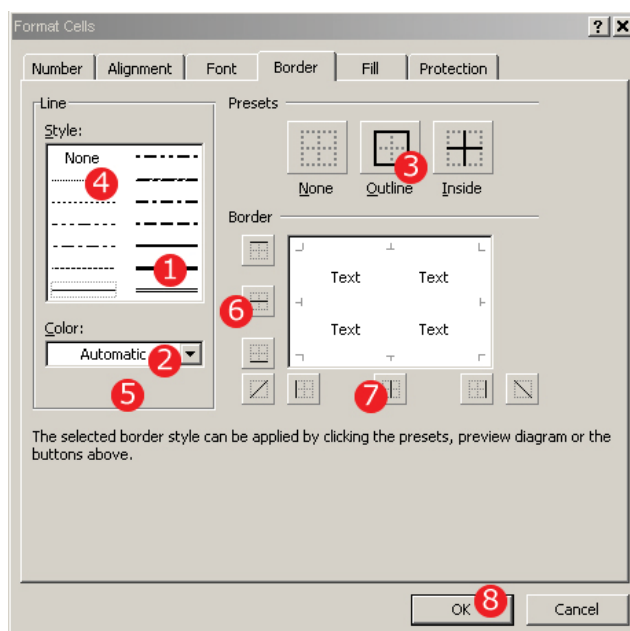 Format Cells
? X
Number Alignment Font Border Fill Protection
Line
Style:
None
4
1
Color:
Automatic
2
5
Presets
3
None Outline Inside
Border
Text Text
6
Text Text
7
The selected border style can be applied by clicking the presets, preview diagram or the
buttons above.
OK 8 Cancel